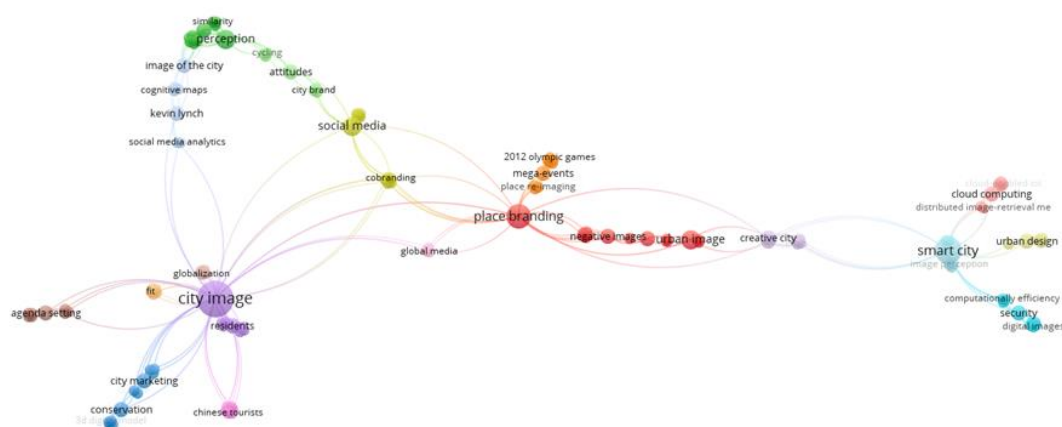 similarity
perception
cycling
image of the city
attitudes
cognitive maps
city brand
kevin lynch
social media
social media analytics
2012 olympic games
mega-events
cobranding
place re-imaging
cloud computing
distributed image-retrieval me
place branding
negative images
urban image
creative city
urban design
global media
smart city
image perception
globalization
fit
city image
computationally efficiency
agenda setting
security
residents
digital images
city marketing
conservation
chinese tourists
3d digital model